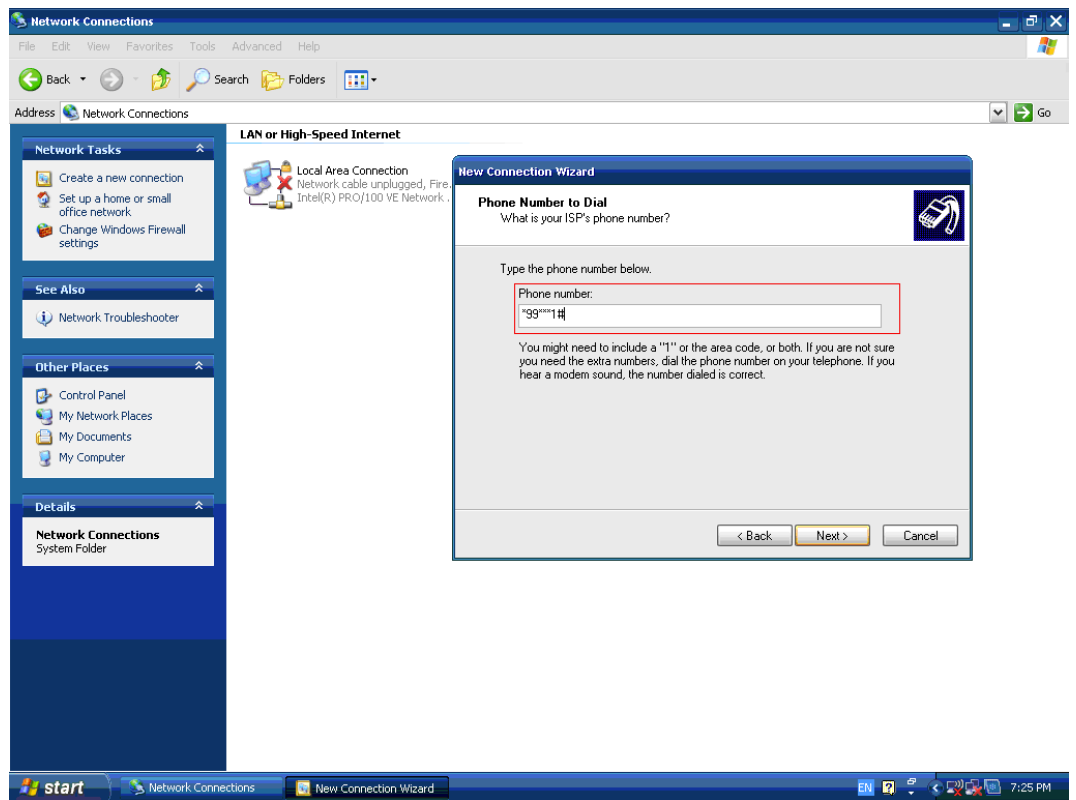 Network Connections
File Edit View Favorites Tools Advanced Help
Back Search Folders
Address Network Connections Go
Network Tasks
Create a new connection
Set up a home or small
office network
Change Windows Firewall
settings
See Also
Network Troubleshooter
Other Places
Control Panel
My Network Places
My Documents
My Computer
Details
Network Connections
System Folder
LAN or High-Speed Internet
Local Area Connection
Network cable unplugged, Fire...
Intel(R) PRO/100 VE Network ...
New Connection Wizard
Phone Number to Dial
What is your ISP's phone number?
Type the phone number below.
Phone number:
*99***1#
You might need to include a "1" or the area code, or both. If you are not sure
you need the extra numbers, dial the phone number on your telephone. If you
hear a modem sound, the number dialed is correct.
< Back Next > Cancel
start Network Connections New Connection Wizard EN 7:25 PM